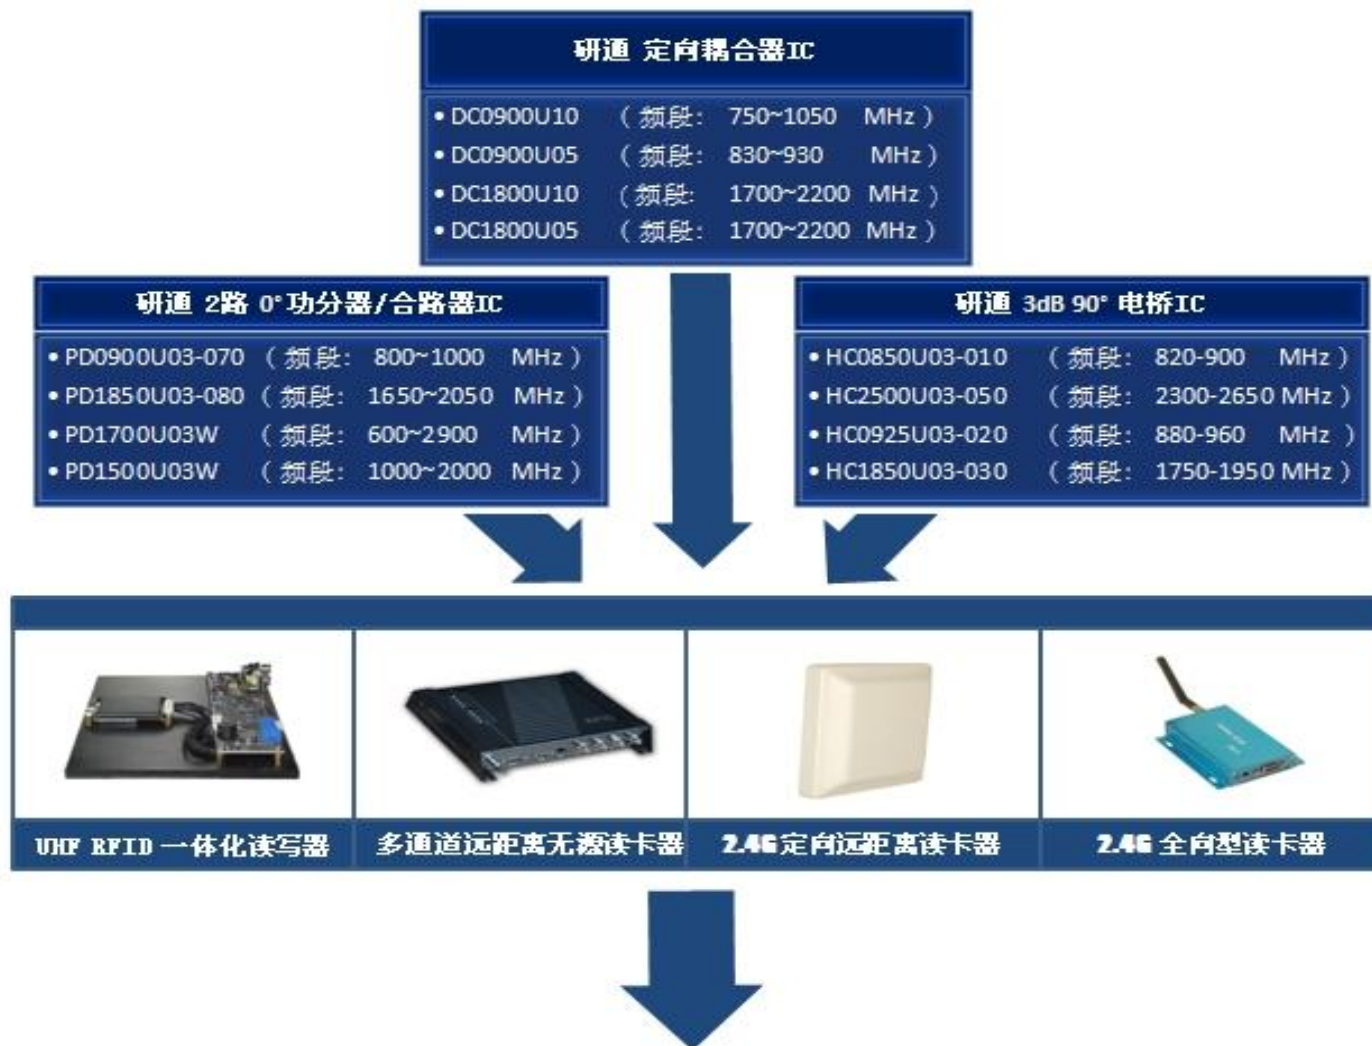 研通 定向耦合器IC
• DC0900U10 （频段： 750~1050 MHz）
• DC0900U05 （频段： 830~930 MHz）
• DC1800U10 （频段: 1700~2200 MHz）
• DC1800U05 （频段： 1700~2200 MHz）
研通 2路 0°功分器/合路器IC
• PD0900U03-070 （频段： 800~1000 MHz）
• PD1850U03-080 （频段： 1650~2050 MHz）
• PD1700U03W （频段： 600~2900 MHz）
• PD1500U03W （频段： 1000~2000 MHz）
研通 3dB 90° 电桥IC
• HC0850U03-010 （频段： 820-900 MHz）
• HC2500U03-050 （频段： 2300-2650 MHz）
• HC0925U03-020 （频段： 880-960 MHz）
• HC1850U03-030 （频段： 1750-1950 MHz）
UHF RFID 一体化读写器
多通道远距离无源读卡器
2.4G定向远距离读卡器
2.4G 全向型读卡器